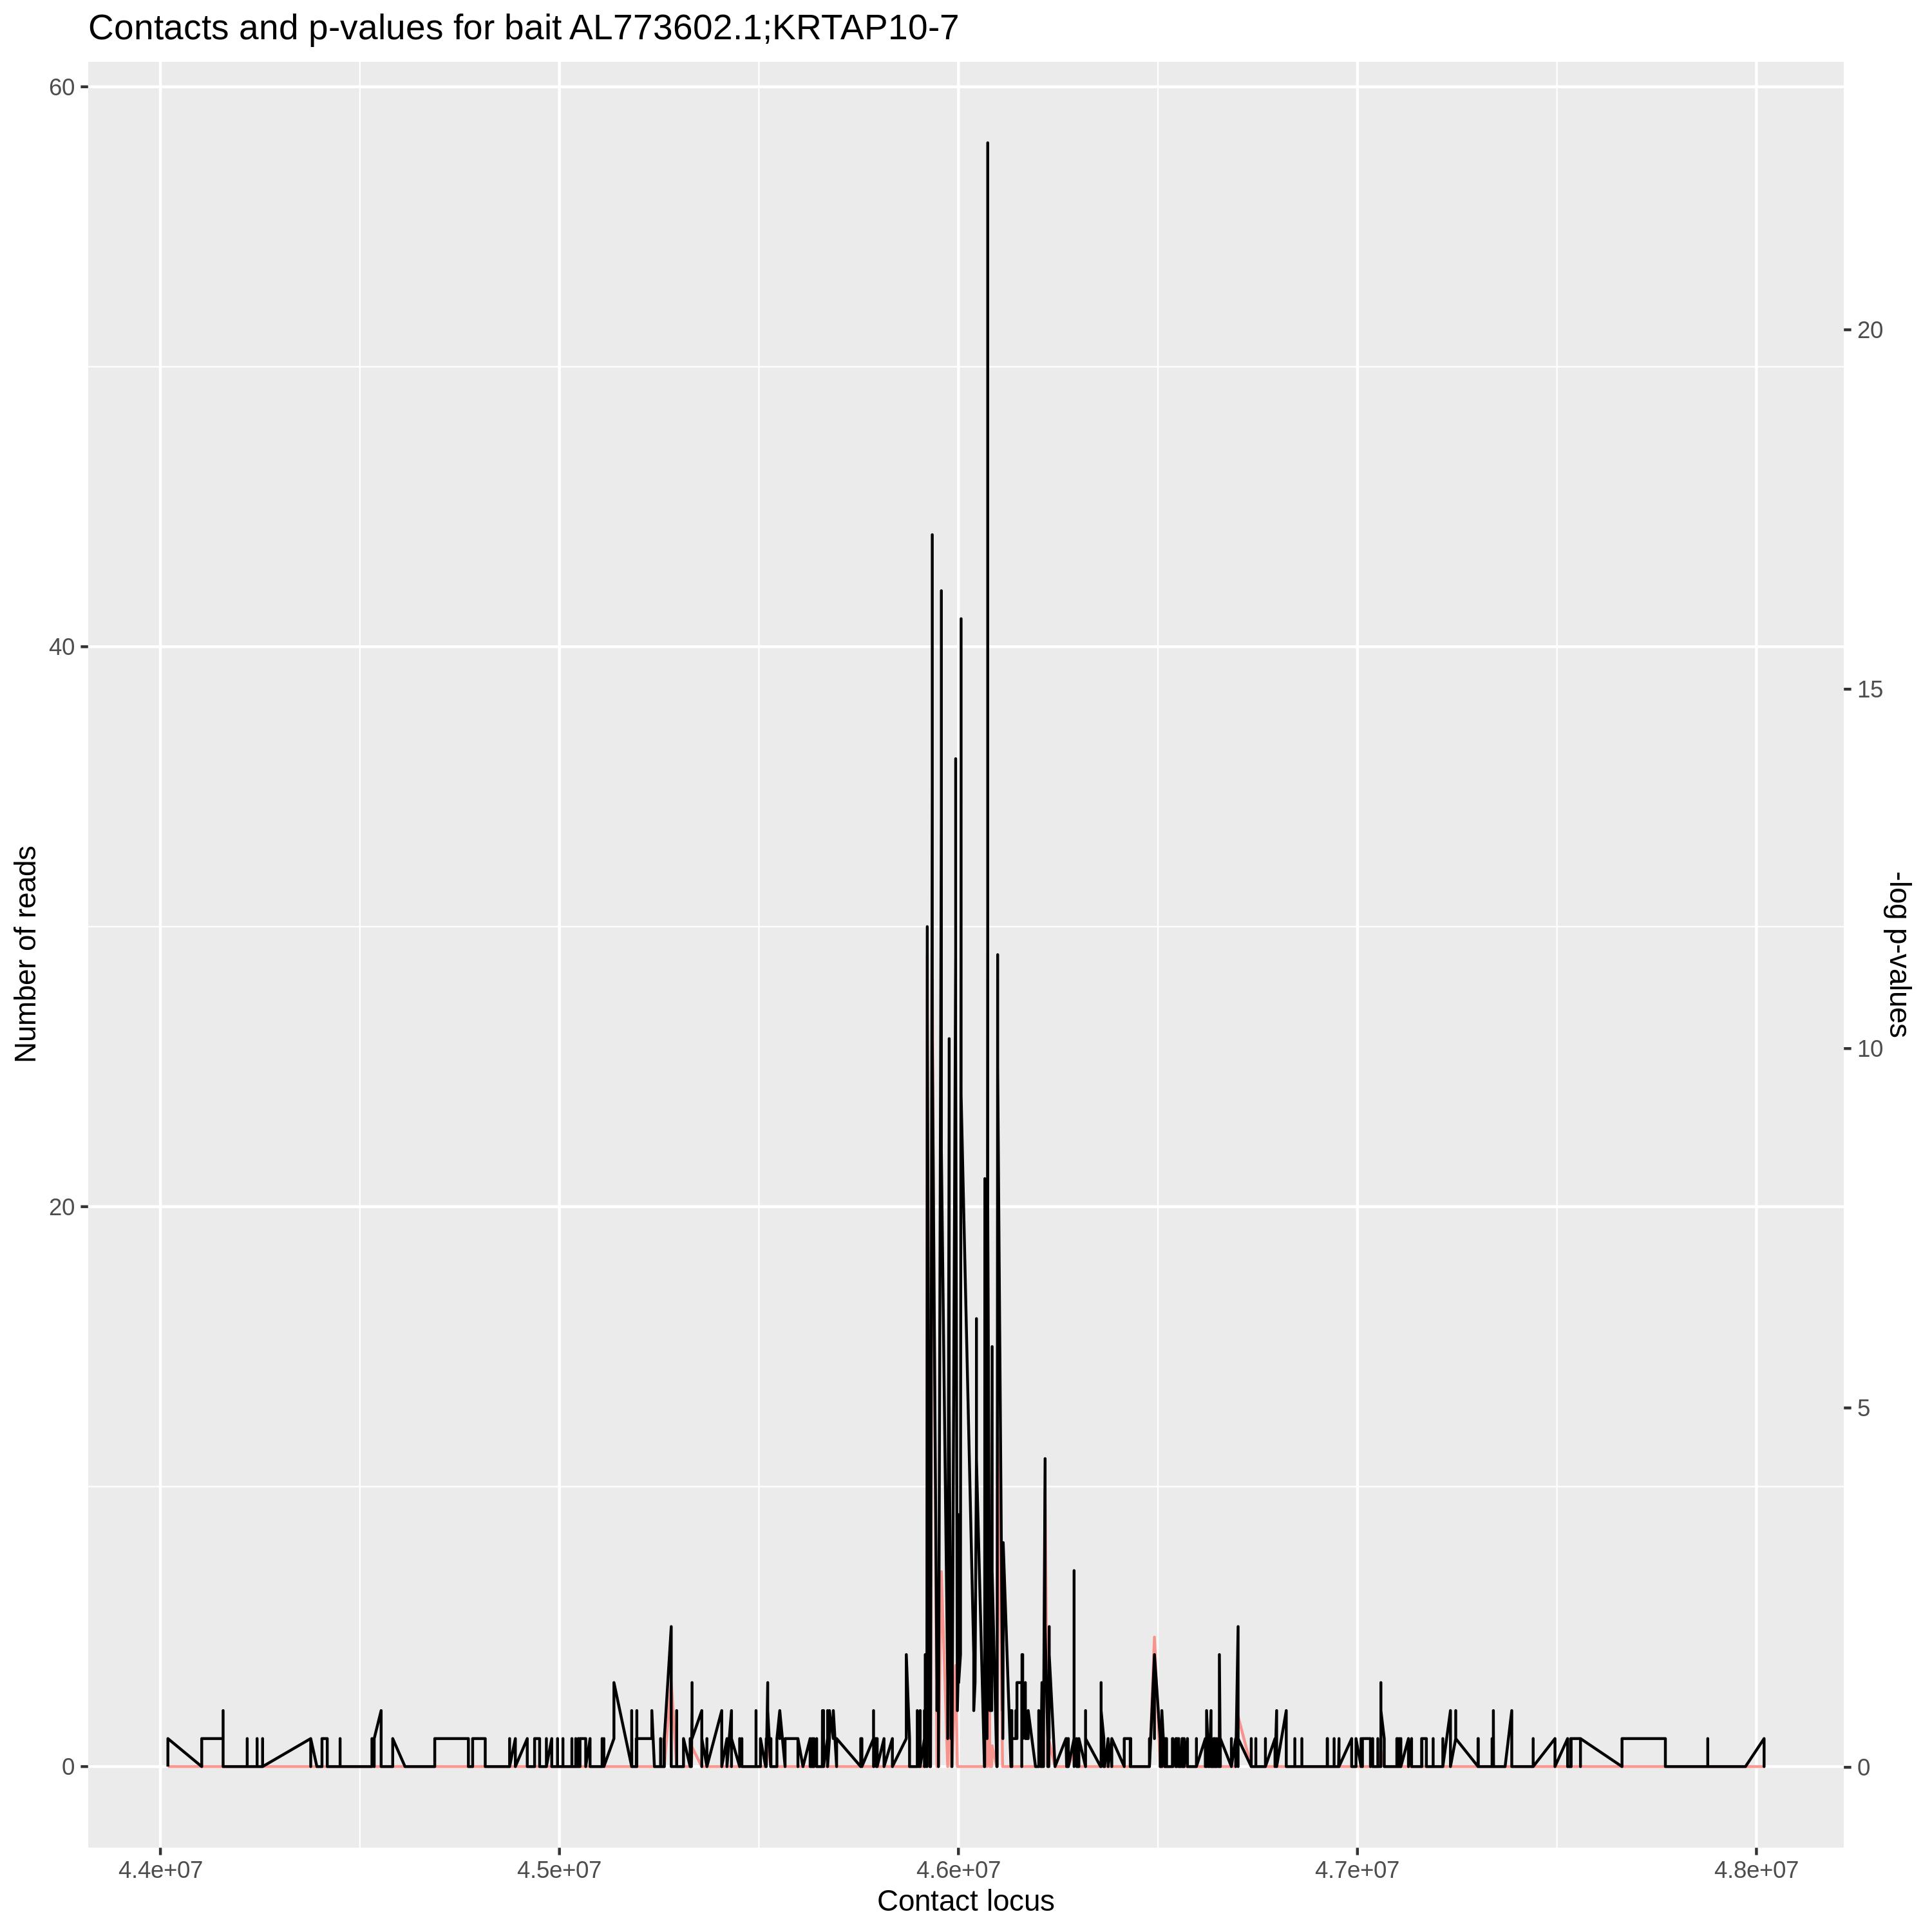 Contacts and p-values for bait AL773602.1;KRTAP10-7
60
40
20
0
Number of reads
20
15
10
5
0
-log p-values
4.4e+07
4.5e+07
4.6e+07
4.7e+07
4.8e+07
Contact locus